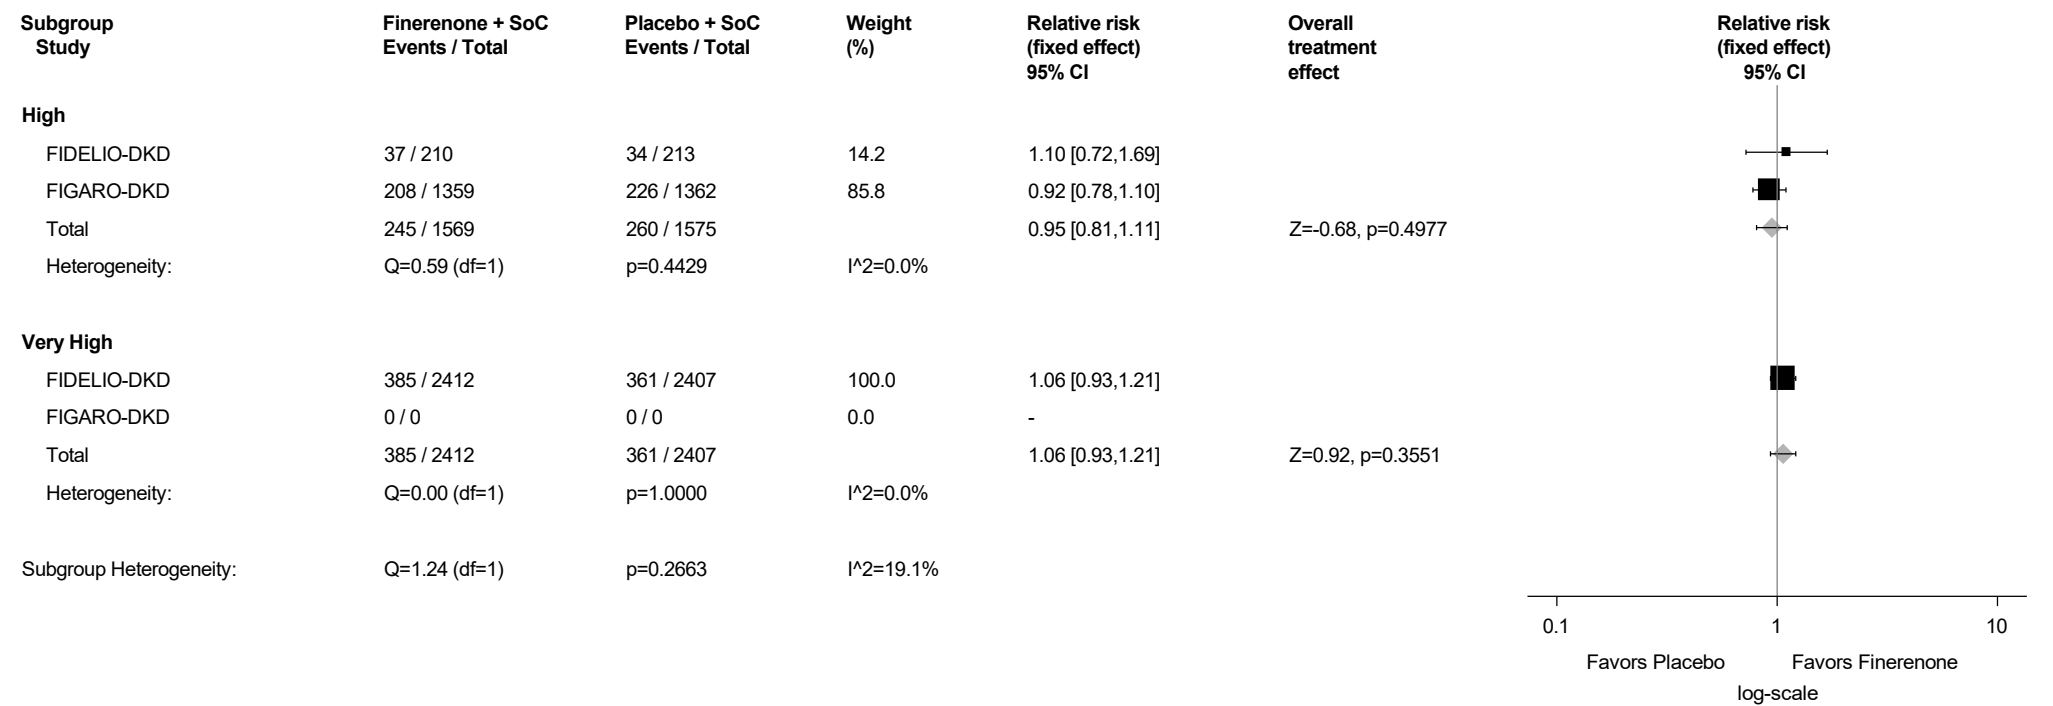 Subgroup Finerenone + SoC Placebo + SoC Weight Relative risk Overall Relative risk
Study Events / Total Events / Total (%) (fixed effect) treatment (fixed effect)
95% CI effect 95% CI
High
FIDELIO-DKD 37 / 210 34 / 213 14.2 1.10 [0.72,1.69]
FIGARO-DKD 208 / 1359 226 / 1362 85.8 0.92 [0.78,1.10]
Total 245 / 1569 260 / 1575 0.95 [0.81,1.11] Z=-0.68, p=0.4977
Heterogeneity: Q=0.59 (df=1) p=0.4429 I^2=0.0%
Very High
FIDELIO-DKD 385 / 2412 361 / 2407 100.0 1.06 [0.93,1.21]
FIGARO-DKD 0 / 0 0 / 0 0.0 -
Total 385 / 2412 361 / 2407 1.06 [0.93,1.21] Z=0.92, p=0.3551
Heterogeneity: Q=0.00 (df=1) p=1.0000 I^2=0.0%
Subgroup Heterogeneity: Q=1.24 (df=1) p=0.2663 I^2=19.1%
0.1 1 10
Favors Placebo Favors Finerenone
log-scale